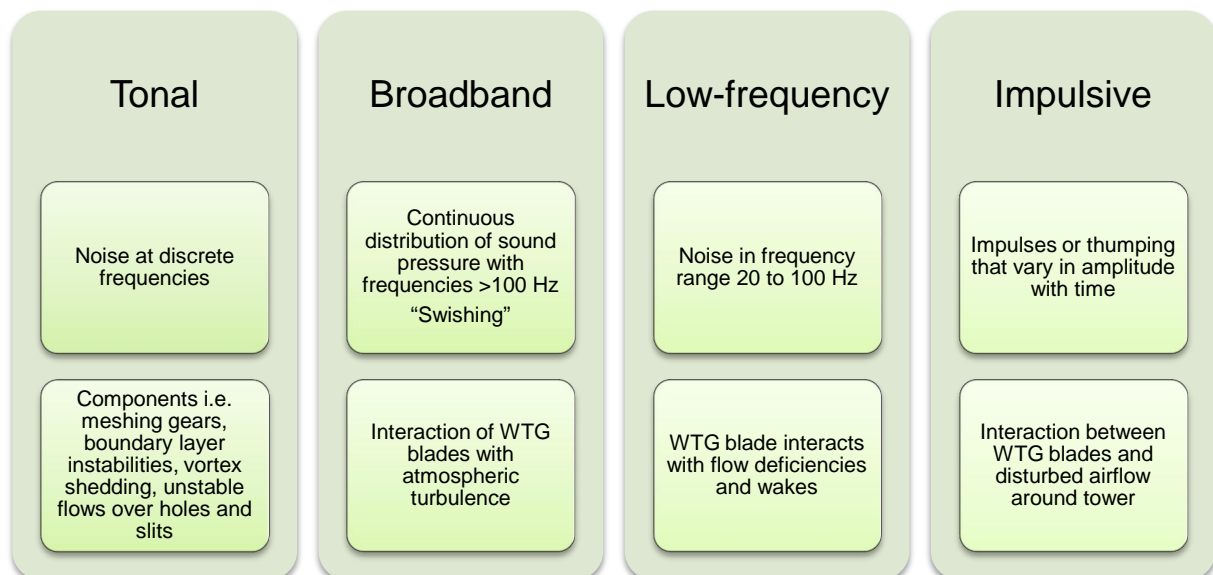 Tonal
Noise at discrete
frequencies
Components i.e.
meshing gears,
boundary layer
instabilities, vortex
shedding, unstable
flows over holes and
slits
Broadband
Continuous
distribution of sound
pressure with
frequencies >100 Hz
“Swishing”
Interaction of WTG
blades with
atmospheric
turbulence
Low-frequency
Noise in frequency
range 20 to 100 Hz
WTG blade interacts
with flow deficiencies
and wakes
Impulsive
Impulses or thumping
that vary in amplitude
with time
Interaction between
WTG blades and
disturbed airflow
around tower